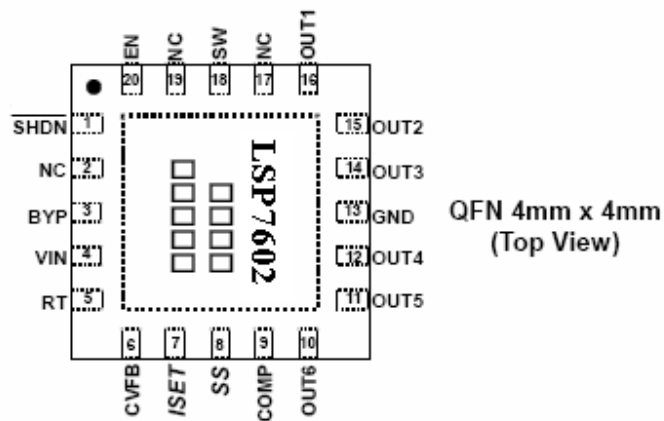 EN NC SW NC OUT1
20 19 18 17 16
SHDN 1 15 OUT2
NC 2 14 OUT3
BYP 3 13 GND
VIN 4 12 OUT4
RT 5 11 OUT5
LSP7602
QFN 4mm x 4mm
(Top View)
6 7 8 9 10
CVFB ISET SS COMP OUT6